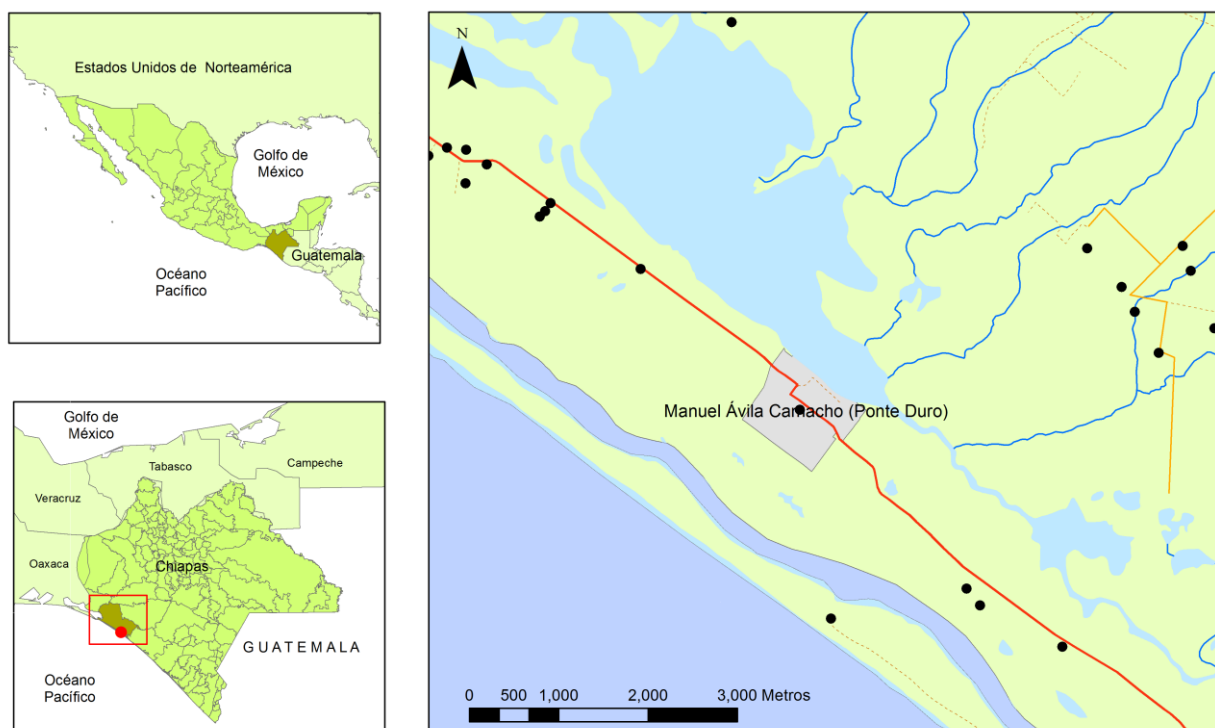 Estados Unidos de Norteamérica
Golfo de
México
Guatemala
Océano
Pacífico
Golfo de
México
Tabasco
Campeche
Veracruz
Oaxaca
Chiapas
GUATEMALA
Océano
Pacífico
N
Manuel Ávila Camacho (Ponte Duro)
0 500 1,000 2,000 3,000 Metros